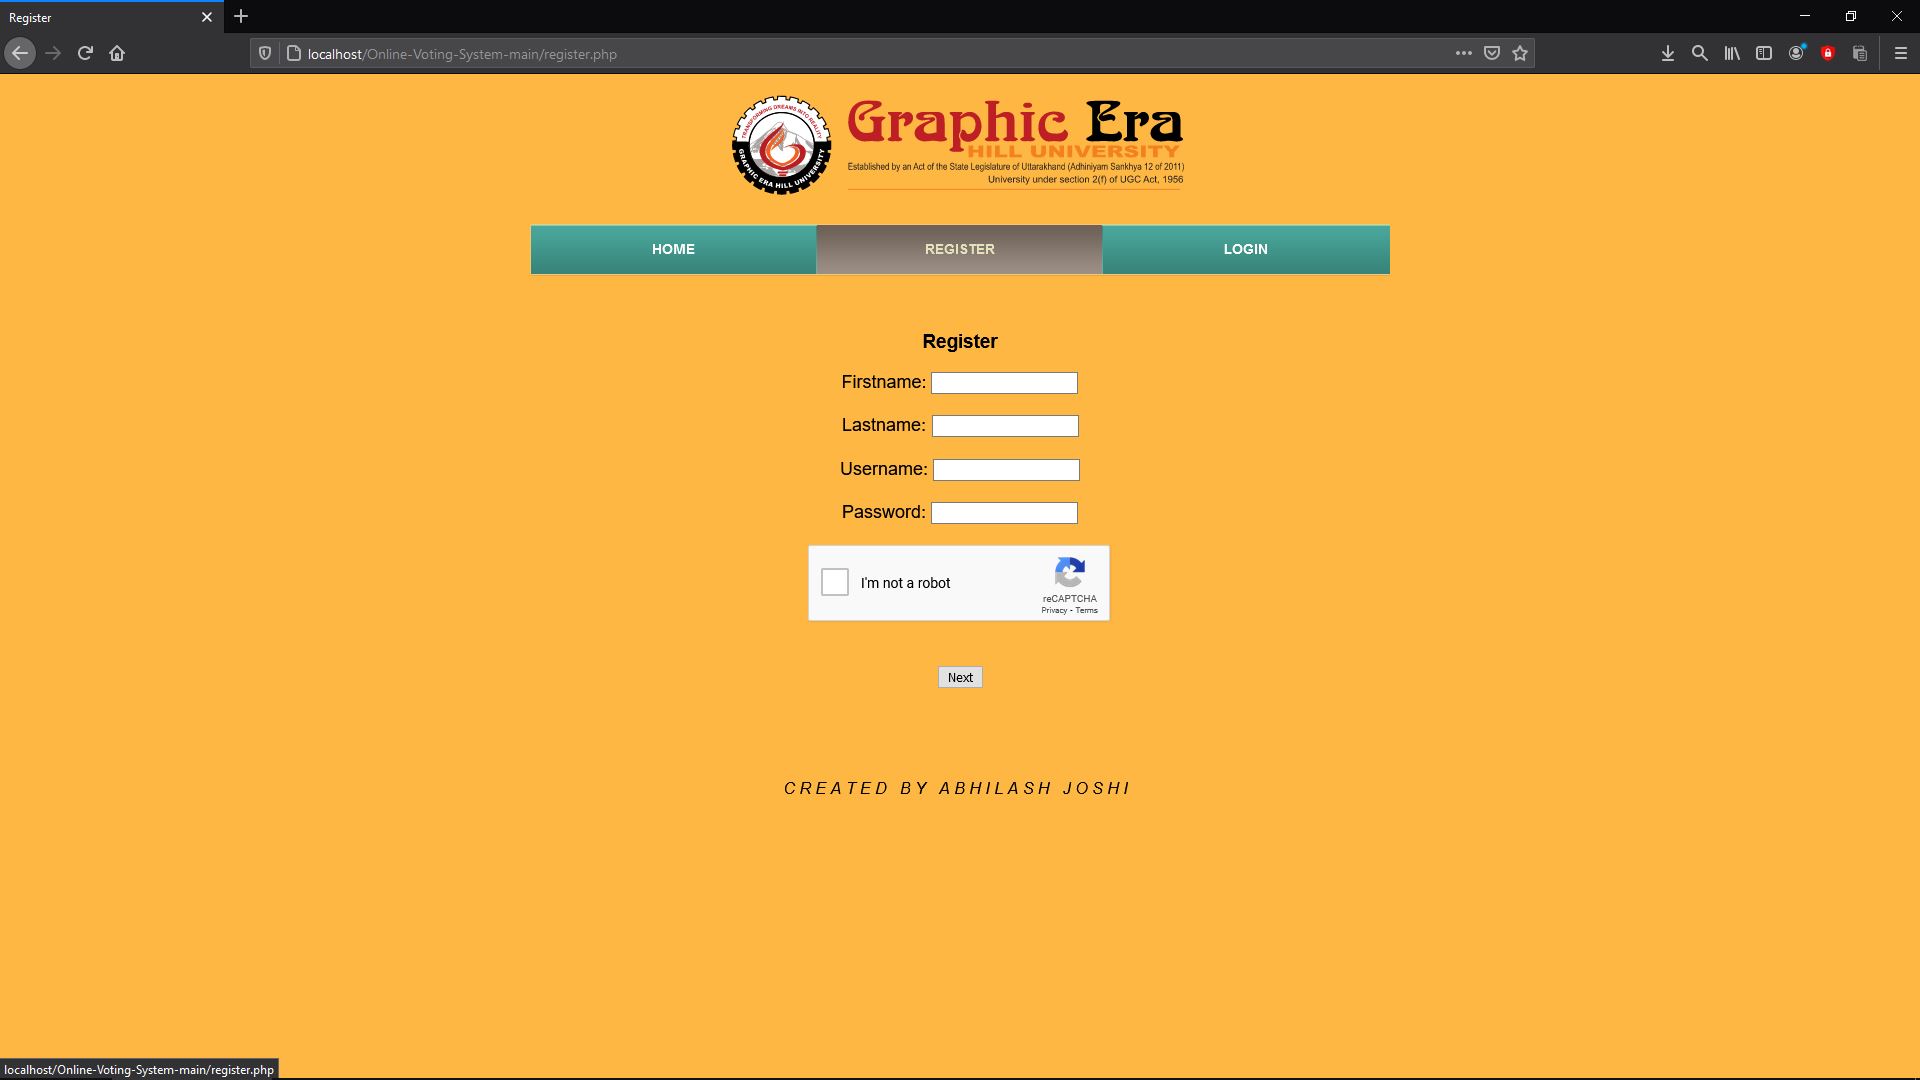 Register
localhost/Online-Voting-System-main/register.php
TRANSFORMING DREAMS INTO REALITY
GRAPHIC ERA HILL UNIVERSITY
Graphic Era
HILL UNIVERSITY
Established by an Act of the State Legislature of Uttarakhand (Adhiniyam Sankhya 12 of 2011)
University under section 2(f) of UGC Act, 1956
HOME REGISTER LOGIN
Register
Firstname:
Lastname:
Username:
Password:
I'm not a robot
reCAPTCHA
Privacy - Terms
Next
CREATED BY ABHILASH JOSHI
localhost/Online-Voting-System-main/register.php